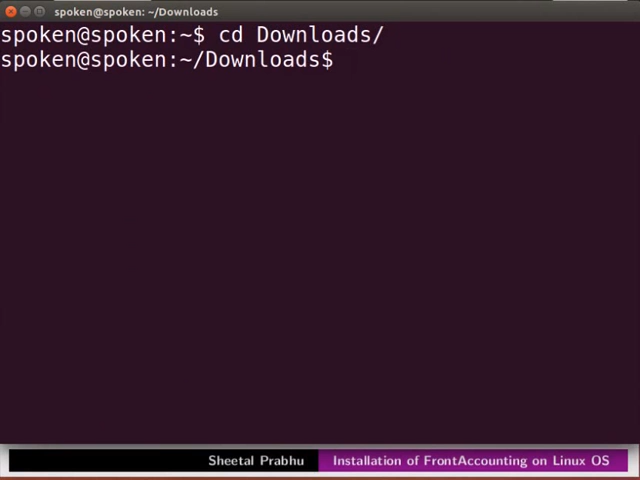 spoken@spoken: ~/Downloads
spoken@spoken:~$ cd Downloads/
spoken@spoken:~/Downloads$
Sheetal Prabhu Installation of FrontAccounting on Linux OS